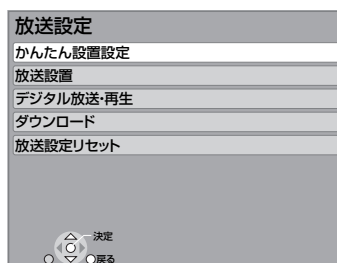 放送設定
かんたん設置設定
放送設置
デジタル放送・再生
ダウンロード
放送設定リセット
決定
戻る